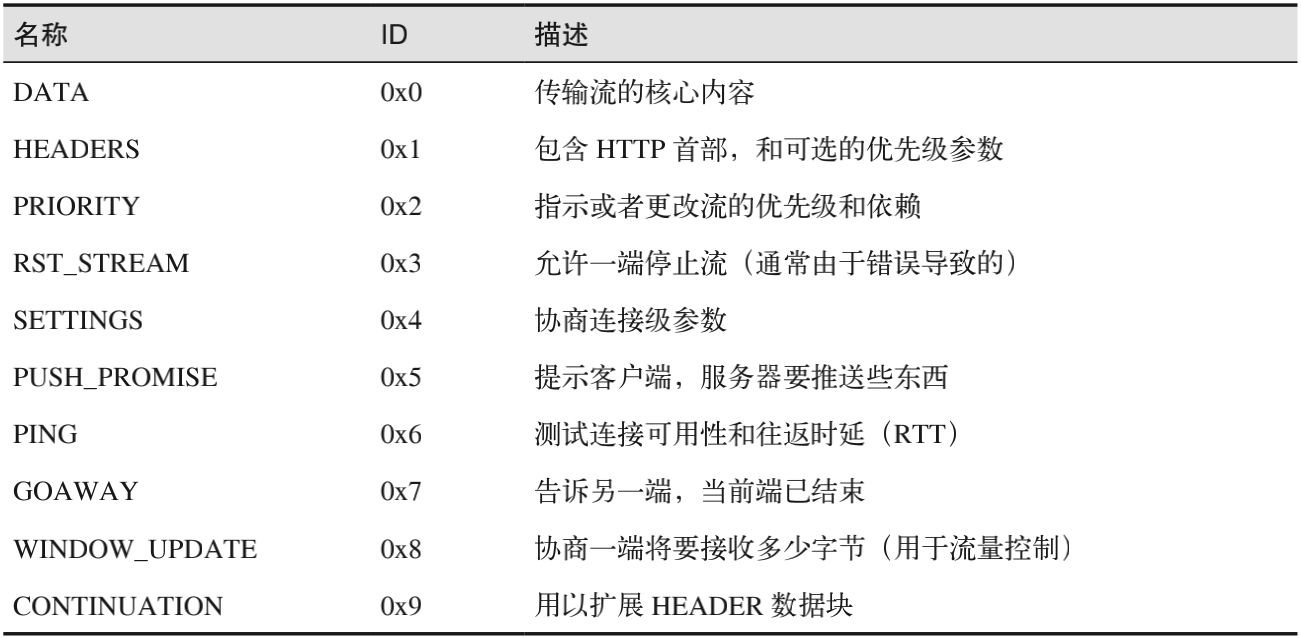 名称 ID 描述
DATA 0x0 传输流的核心内容
HEADERS 0x1 包含 HTTP 首部，和可选的优先级参数
PRIORITY 0x2 指示或者更改流的优先级和依赖
RST_STREAM 0x3 允许一端停止流（通常由于错误导致的）
SETTINGS 0x4 协商连接级参数
PUSH_PROMISE 0x5 提示客户端，服务器要推送些东西
PING 0x6 测试连接可用性和往返时延（RTT）
GOAWAY 0x7 告诉另一端，当前端已结束
WINDOW_UPDATE 0x8 协商一端将要接收多少字节（用于流量控制）
CONTINUATION 0x9 用以扩展 HEADER 数据块